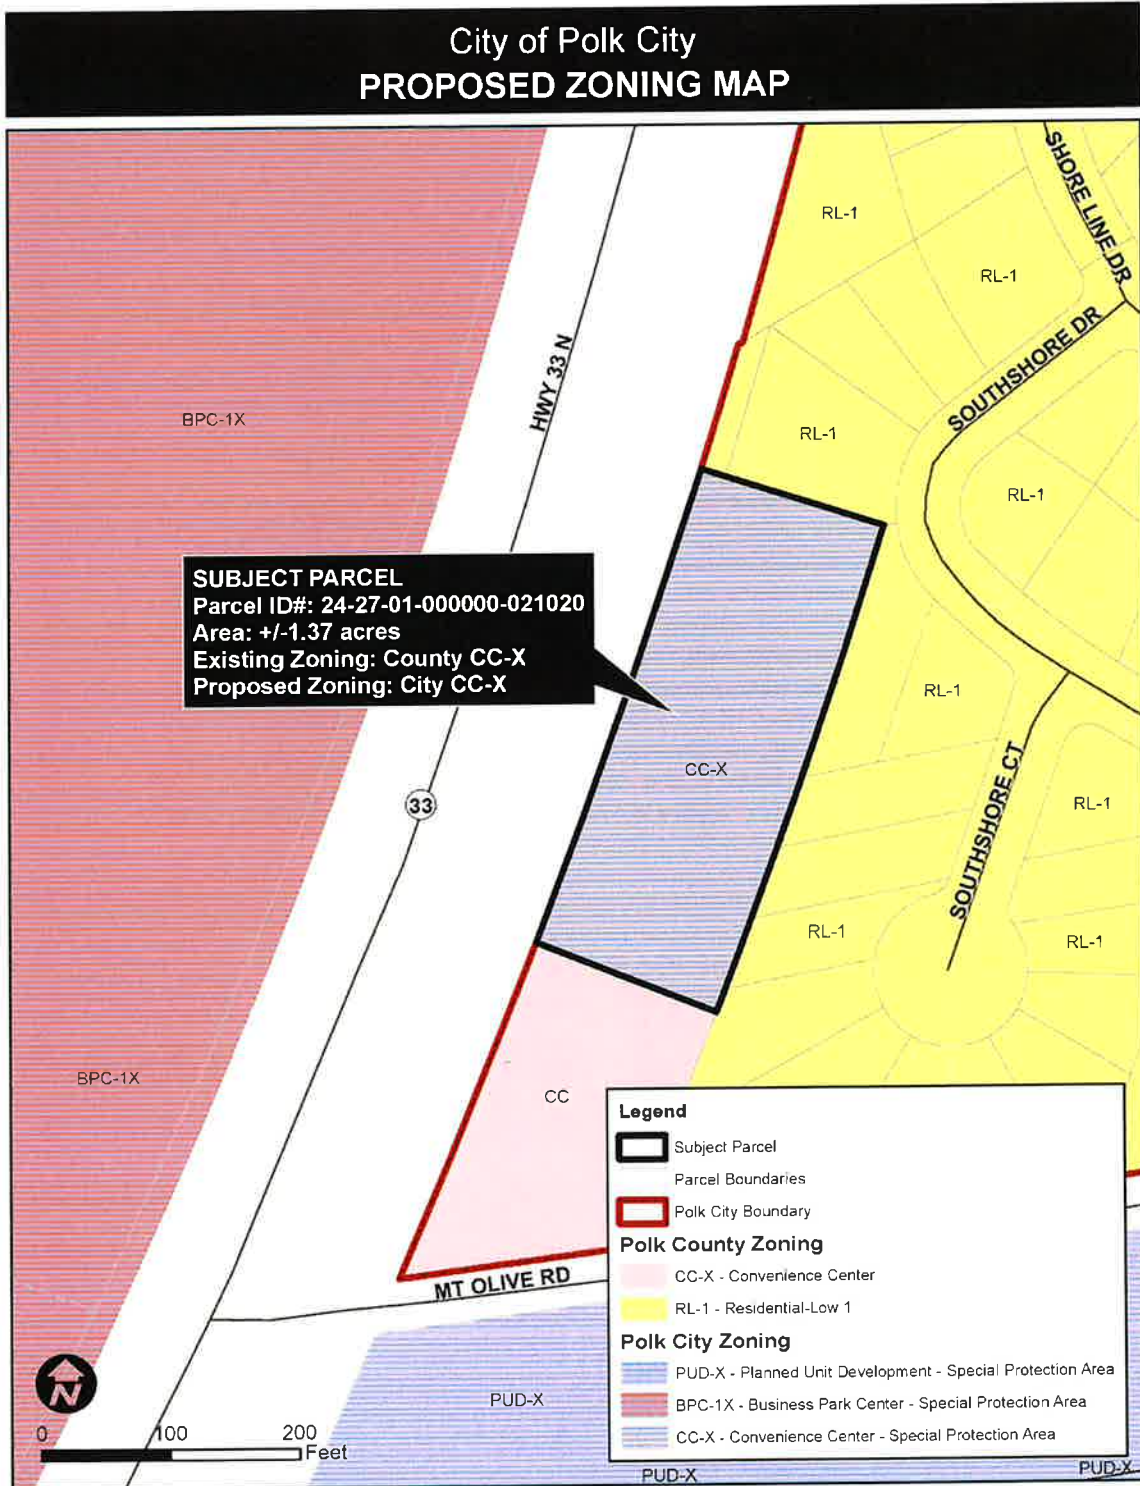 City of Polk City
PROPOSED ZONING MAP
SHORE LINE DR
RL-1
RL-1
SOUTHSHORE DR
HWY 33 N
BPC-1X
RL-1
RL-1
SUBJECT PARCEL
Parcel ID#: 24-27-01-000000-021020
Area: +/-1.37 acres
Existing Zoning: County CC-X
Proposed Zoning: City CC-X
RL-1
CC-X
SOUTHSHORE CT
33
RL-1
RL-1
RL-1
BPC-1X
CC
Legend
Subject Parcel
Parcel Boundaries
Polk City Boundary
Polk County Zoning
CC-X - Convenience Center
RL-1 - Residential-Low 1
Polk City Zoning
PUD-X - Planned Unit Development - Special Protection Area
BPC-1X - Business Park Center - Special Protection Area
CC-X - Convenience Center - Special Protection Area
MT OLIVE RD
PUD-X
N
0 100 200
Feet
PUD-X
PUD-X